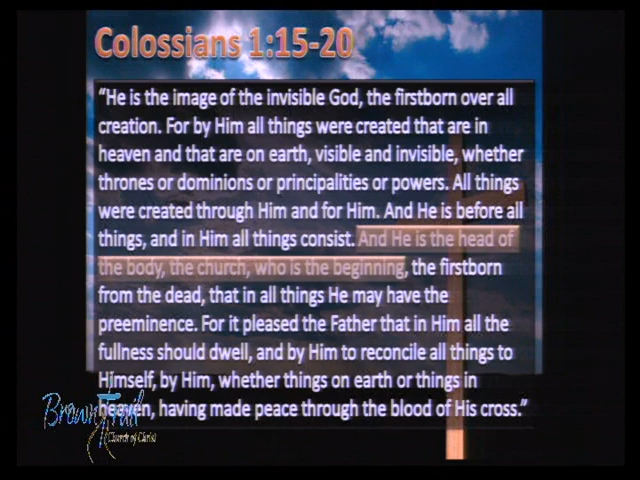 Colossians 1:15-20
“He is the image of the invisible God, the firstborn over all
creation. For by Him all things were created that are in
heaven and that are on earth, visible and invisible, whether
thrones or dominions or principalities or powers. All things
were created through Him and for Him. And He is before all
things, and in Him all things consist. And He is the head of
the body, the church, who is the beginning, the firstborn
from the dead, that in all things He may have the
preeminence. For it pleased the Father that in Him all the
fullness should dwell, and by Him to reconcile all things to
Himself, by Him, whether things on earth or things in
heaven, having made peace through the blood of His cross.”
Brown Trail
Church of Christ